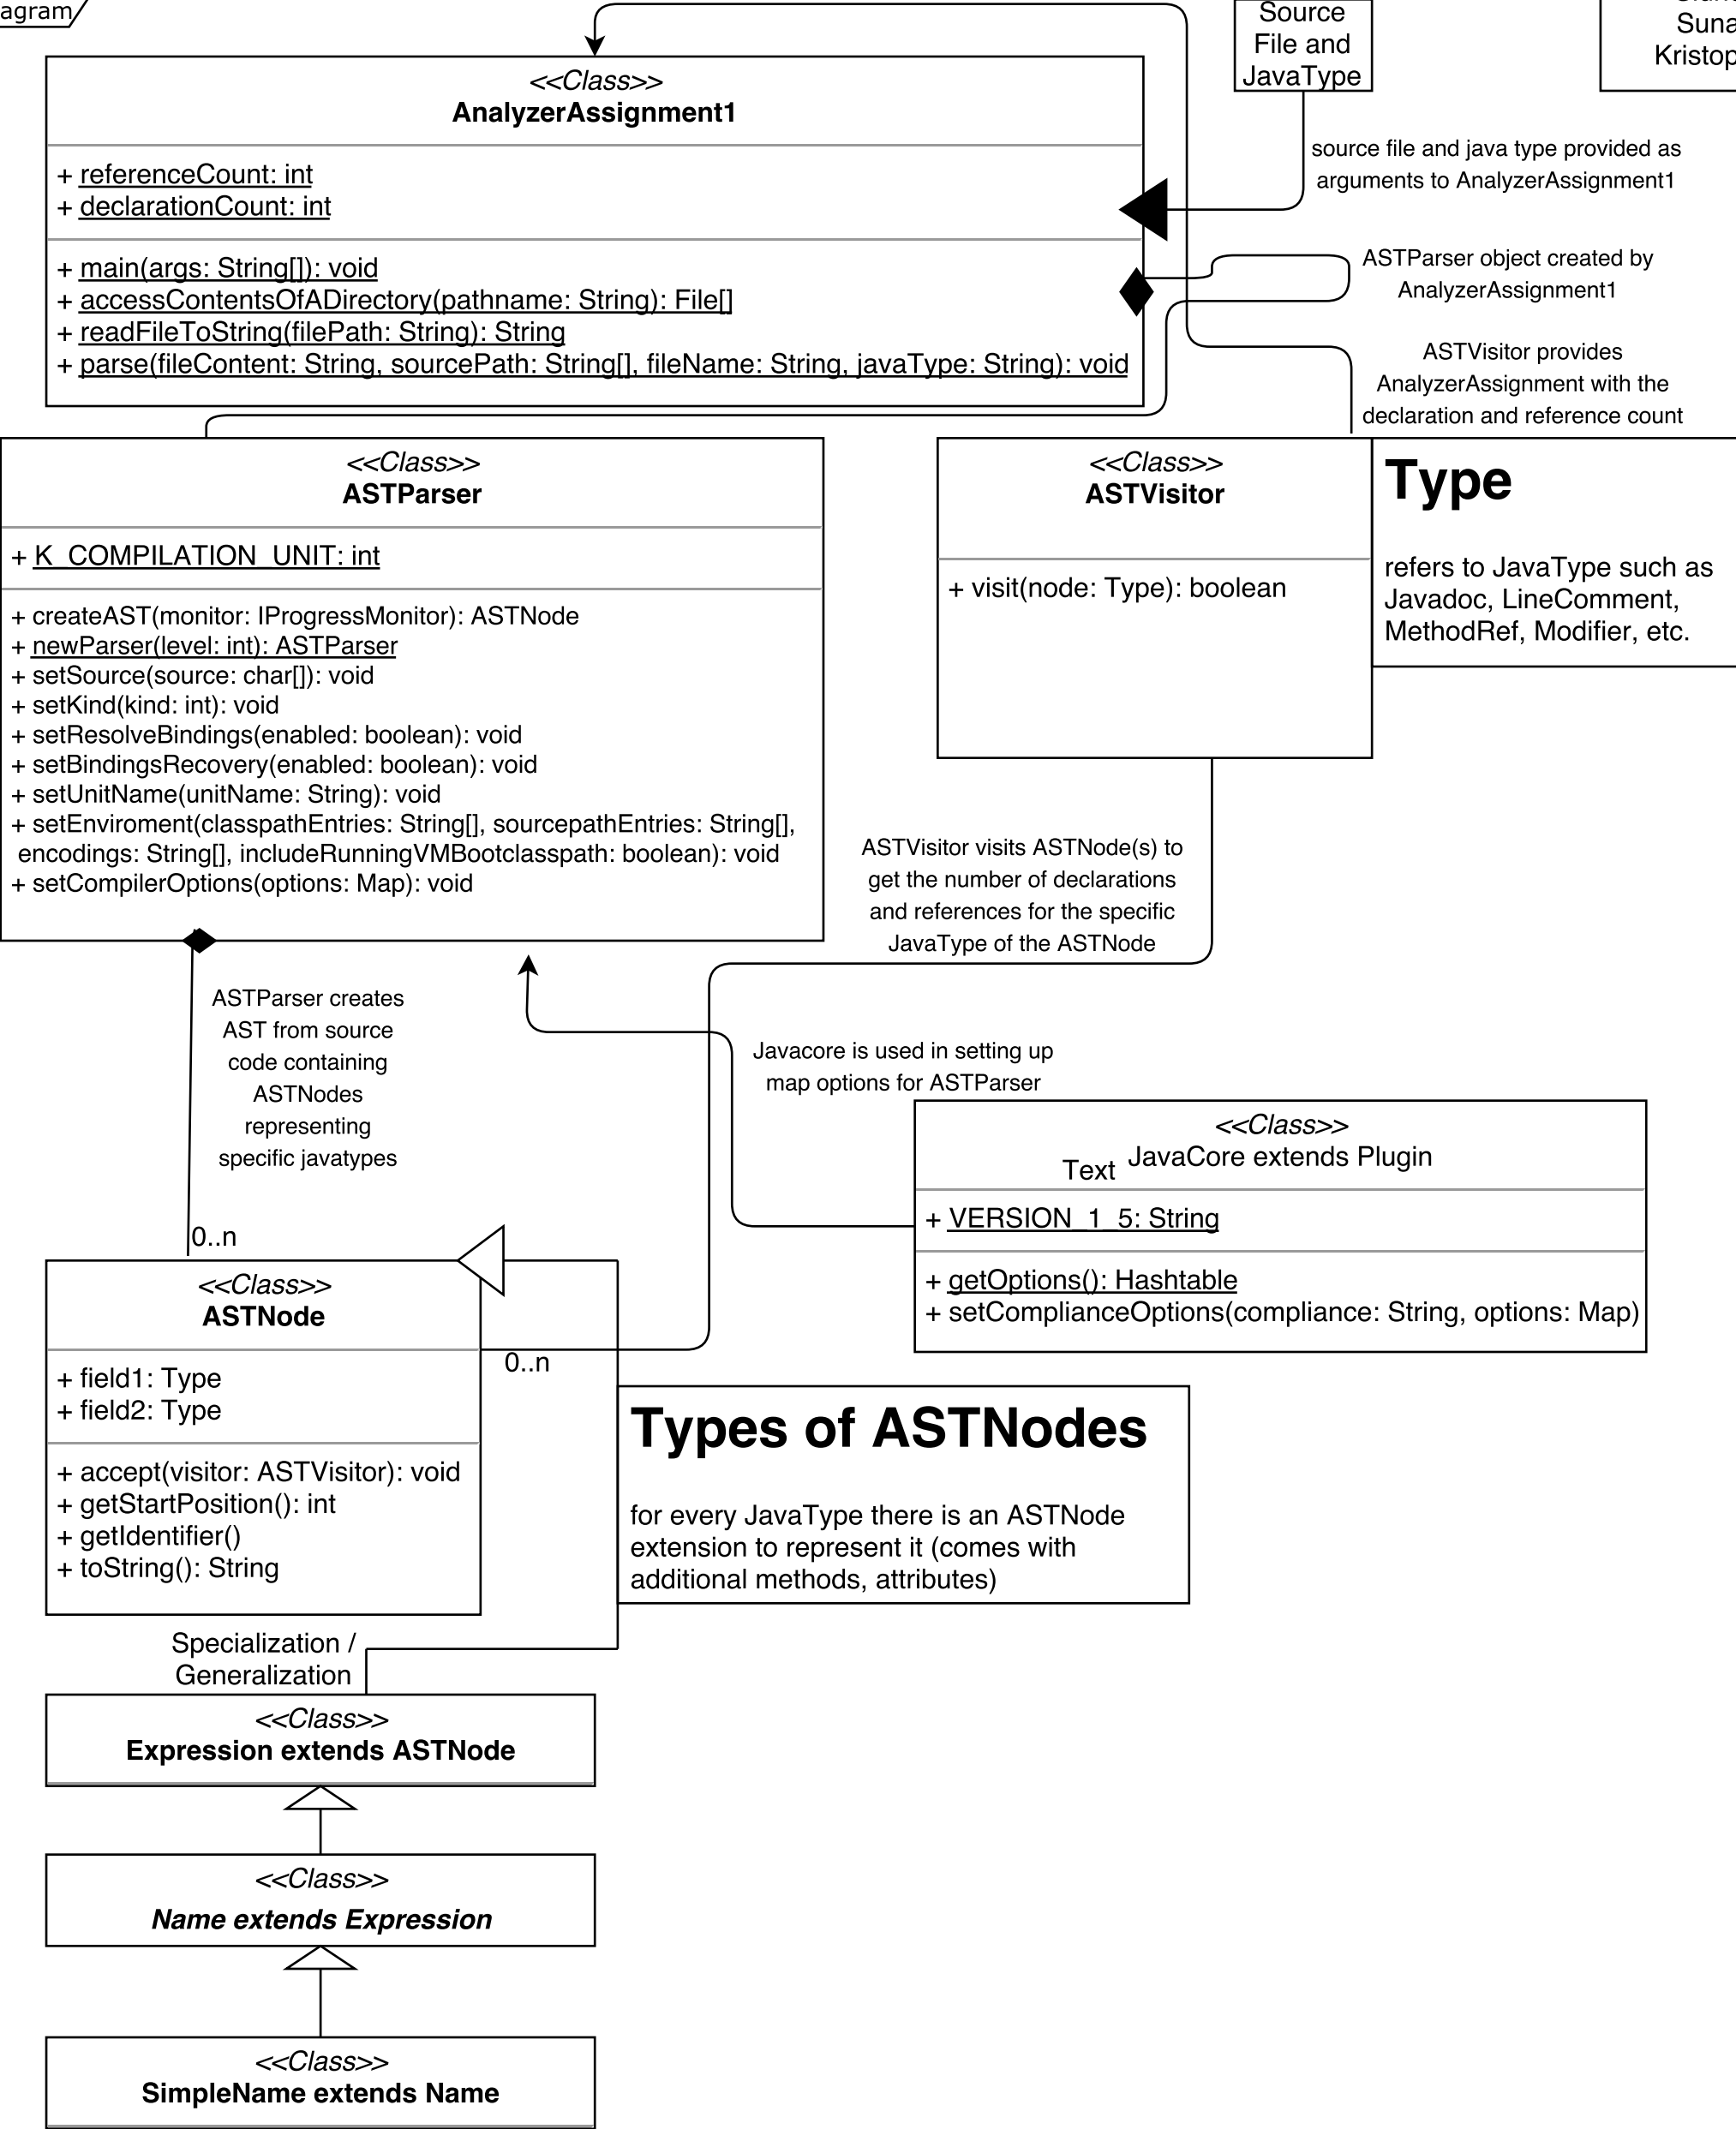 <<Class>>
AnalyzerAssignment1
+ referenceCount: int
+ declarationCount: int
+ main(args: String[]): void
+ accessContentsOfADirectory(pathname: String): File[]
+ readFileToString(filePath: String): String
+ parse(fileContent: String, sourcePath: String[], fileName: String, javaType: String): void
Source
File and
JavaType
source file and java type provided as
arguments to AnalyzerAssignment1
ASTParser object created by
AnalyzerAssignment1
ASTVisitor provides
AnalyzerAssignment with the
declaration and reference count
<<Class>>
ASTParser
+ K_COMPILATION_UNIT: int
+ createAST(monitor: IProgressMonitor): ASTNode
+ newParser(level: int): ASTParser
+ setSource(source: char[]): void
+ setKind(kind: int): void
+ setResolveBindings(enabled: boolean): void
+ setBindingsRecovery(enabled: boolean): void
+ setUnitName(unitName: String): void
+ setEnviroment(classpathEntries: String[], sourcepathEntries: String[],
encodings: String[], includeRunningVMBootclasspath: boolean): void
+ setCompilerOptions(options: Map): void
<<Class>>
ASTVisitor
+ visit(node: Type): boolean
Type
refers to JavaType such as
Javadoc, LineComment,
MethodRef, Modifier, etc.
ASTVisitor visits ASTNode(s) to
get the number of declarations
and references for the specific
JavaType of the ASTNode
ASTParser creates
AST from source
code containing
ASTNodes
representing
specific javatypes
0..n
Javacore is used in setting up
map options for ASTParser
<<Class>>
JavaCore extends Plugin
Text
+ VERSION_1_5: String
+ getOptions(): Hashtable
+ setComplianceOptions(compliance: String, options: Map)
<<Class>>
ASTNode
+ field1: Type
+ field2: Type
+ accept(visitor: ASTVisitor): void
+ getStartPosition(): int
+ getIdentifier()
+ toString(): String
0..n
Types of ASTNodes
for every JavaType there is an ASTNode
extension to represent it (comes with
additional methods, attributes)
Specialization /
Generalization
<<Class>>
Expression extends ASTNode
<<Class>>
Name extends Expression
<<Class>>
SimpleName extends Name